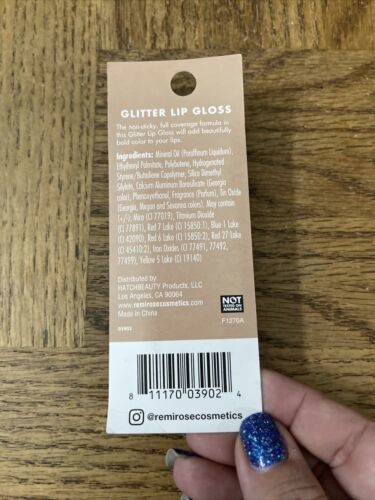 GLITTER LIP GLOSS
The non-sticky, full coverage formula in
this Glitter Lip Gloss will add beautifully
bold color to your lips.
Ingredients: Mineral Oil (Paraffinum Liquidum),
Ethylhexyl Palmitate, Polybutene, Hydrogenated
Styrene/Butadiene Copolymer, Silica Dimethyl
Silylate, Calcium Aluminum Borosilicate (Georgia
color), Phenoxyethanol, Fragrance (Parfum), Tin Oxide
(Georgia, Megan and Savanna colors). May contain
(+/-): Mica (CI 77019), Titanium Dioxide
(CI 77891), Red 7 Lake (CI 15850:1), Blue 1 Lake
(CI 42090), Red 6 Lake (CI 15850:2), Red 27 Lake
(CI 45410:2), Iron Oxides (CI 77491, 77492,
77499), Yellow 5 Lake (CI 19140)
Distributed by:
HATCHBEAUTY Products, LLC
Los Angeles, CA 90064
www.remirosecosmetics.com
Made in China
NOT
TESTED ON
ANIMALS
03902
F1270A
8 11170 03902 4
@remirosecosmetics